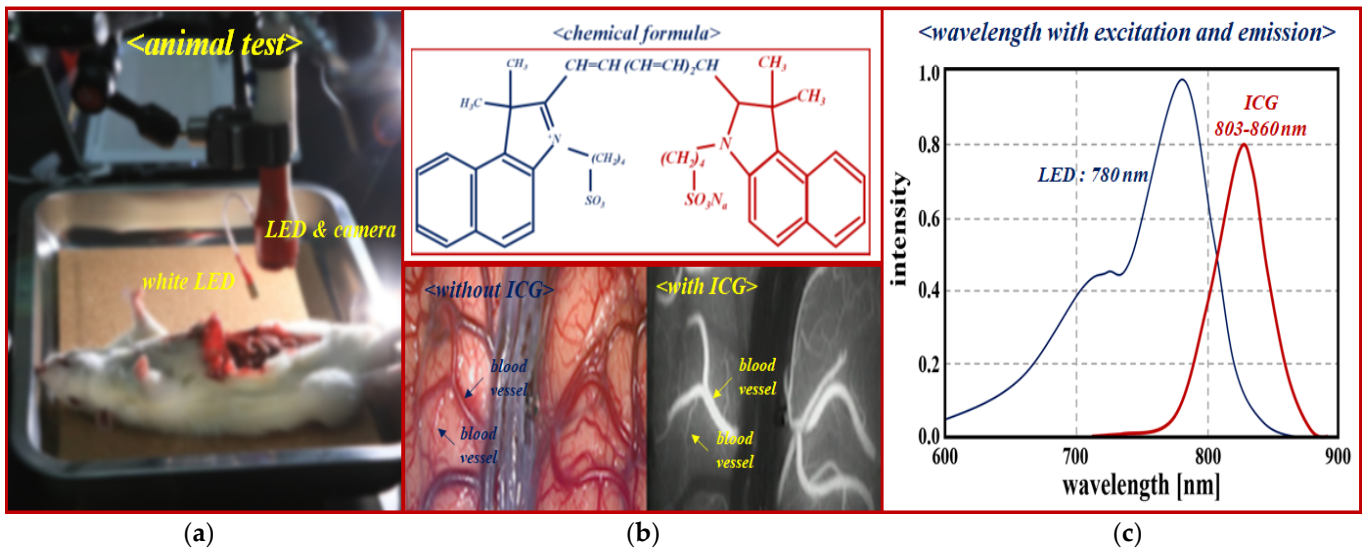 <animal test>
LED & camera
white LED
(a)
<chemical formula>
CH3
H3C
CH=CH (CH=CH)2CH
CH3
CH3
+N
(CH2)4
SO3
N
(CH2)4
SO3Na
<without ICG>
blood
vessel
blood
vessel
<with ICG>
blood
vessel
blood
vessel
(b)
<wavelength with excitation and emission>
intensity
1.0
0.8
0.6
0.4
0.2
0.0
LED : 780 nm
ICG
803-860nm
600
700
800
900
wavelength [nm]
(c)